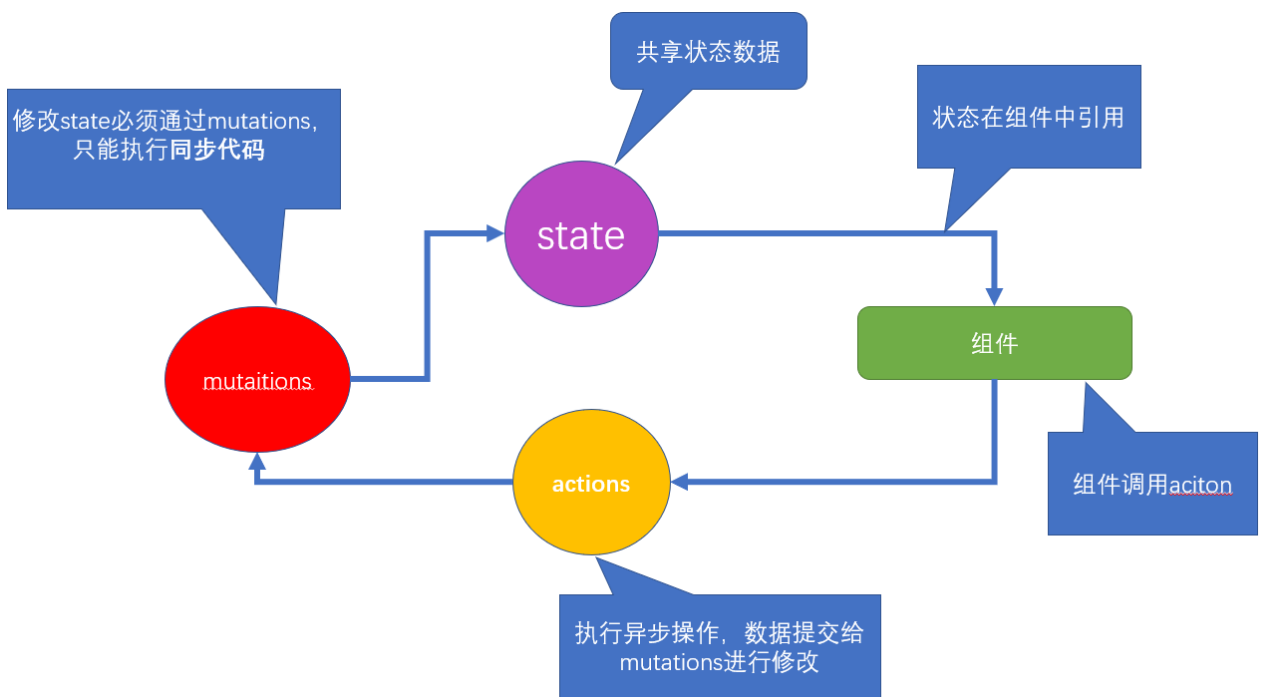 共享状态数据
修改state必须通过mutations,
只能执行同步代码
状态在组件中引用
state
组件
mutaitions
actions
组件调用aciton
执行异步操作，数据提交给
mutations进行修改